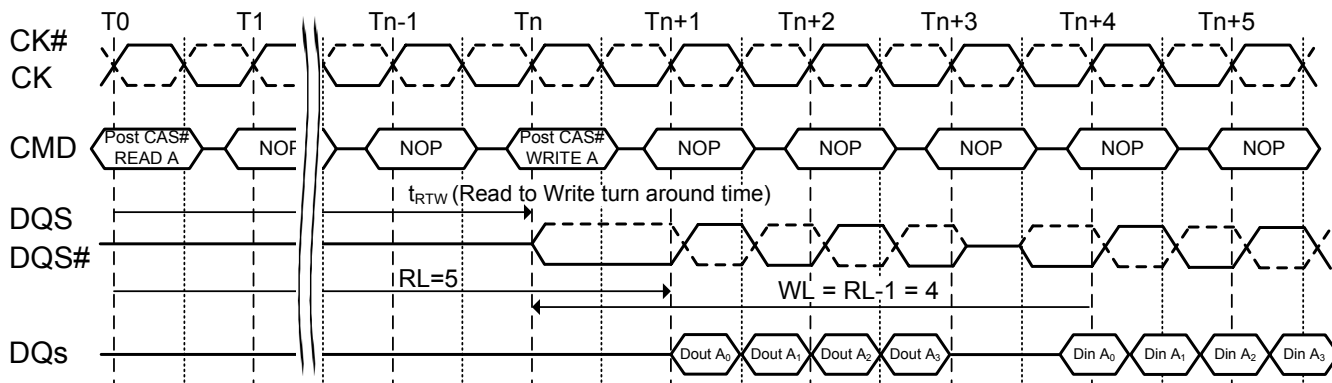 T0 T1 Tn-1 Tn Tn+1 Tn+2 Tn+3 Tn+4 Tn+5
CK#
CK
CMD Post CAS# READ A NOP NOP Post CAS# WRITE A NOP NOP NOP NOP NOP
tRTW (Read to Write turn around time)
DQS
DQS#
RL=5 WL = RL-1 = 4
DQs Dout A0 Dout A1 Dout A2 Dout A3 Din A0 Din A1 Din A2 Din A3